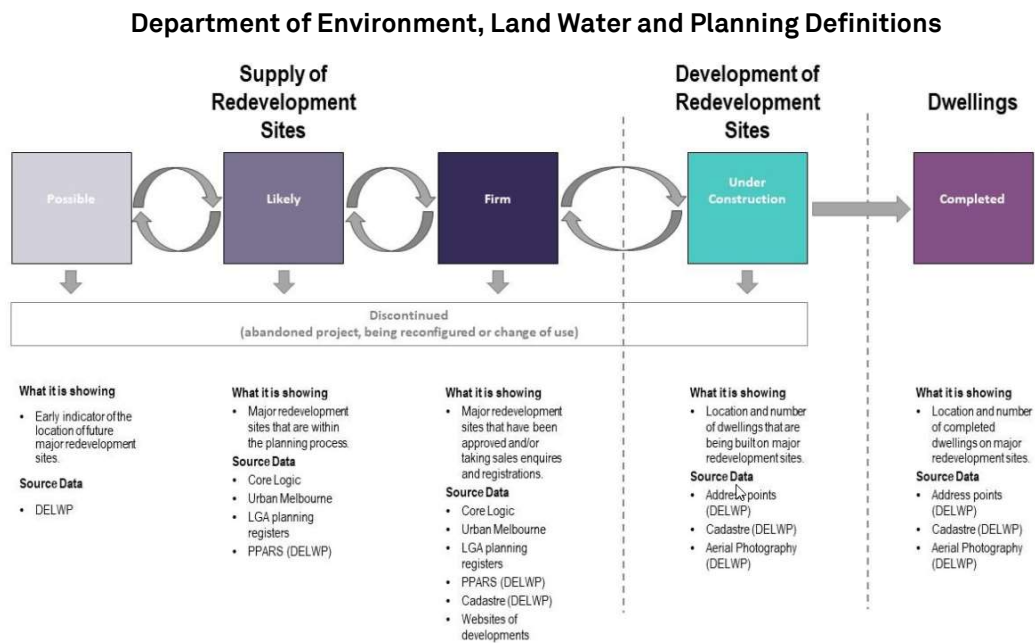 Department of Environment, Land Water and Planning Definitions
Supply of
Redevelopment
Sites
Development of
Redevelopment
Sites
Dwellings
Possible
Likely
Firm
Under
Construction
Completed
Discontinued
(abandoned project, being reconfigured or change of use)
What it is showing
• Early indicator of the
location of future
major redevelopment
sites.
Source Data
• DELWP
What it is showing
• Major redevelopment
sites that are within
the planning process.
Source Data
• Core Logic
• Urban Melbourne
• LGA planning
registers
• PPARS (DELWP)
What it is showing
• Major redevelopment
sites that have been
approved and/or
taking sales enquires
and registrations.
Source Data
• Core Logic
• Urban Melbourne
• LGA planning
registers
• PPARS (DELWP)
• Cadastre (DELWP)
• Websites of
developments
What it is showing
• Location and number
of dwellings that are
being built on major
redevelopment sites.
Source Data
• Address points
(DELWP)
• Cadastre (DELWP)
• Aerial Photography
(DELWP)
What it is showing
• Location and number
of completed
dwellings on major
redevelopment sites.
Source Data
• Address points
(DELWP)
• Cadastre (DELWP)
• Aerial Photography
(DELWP)